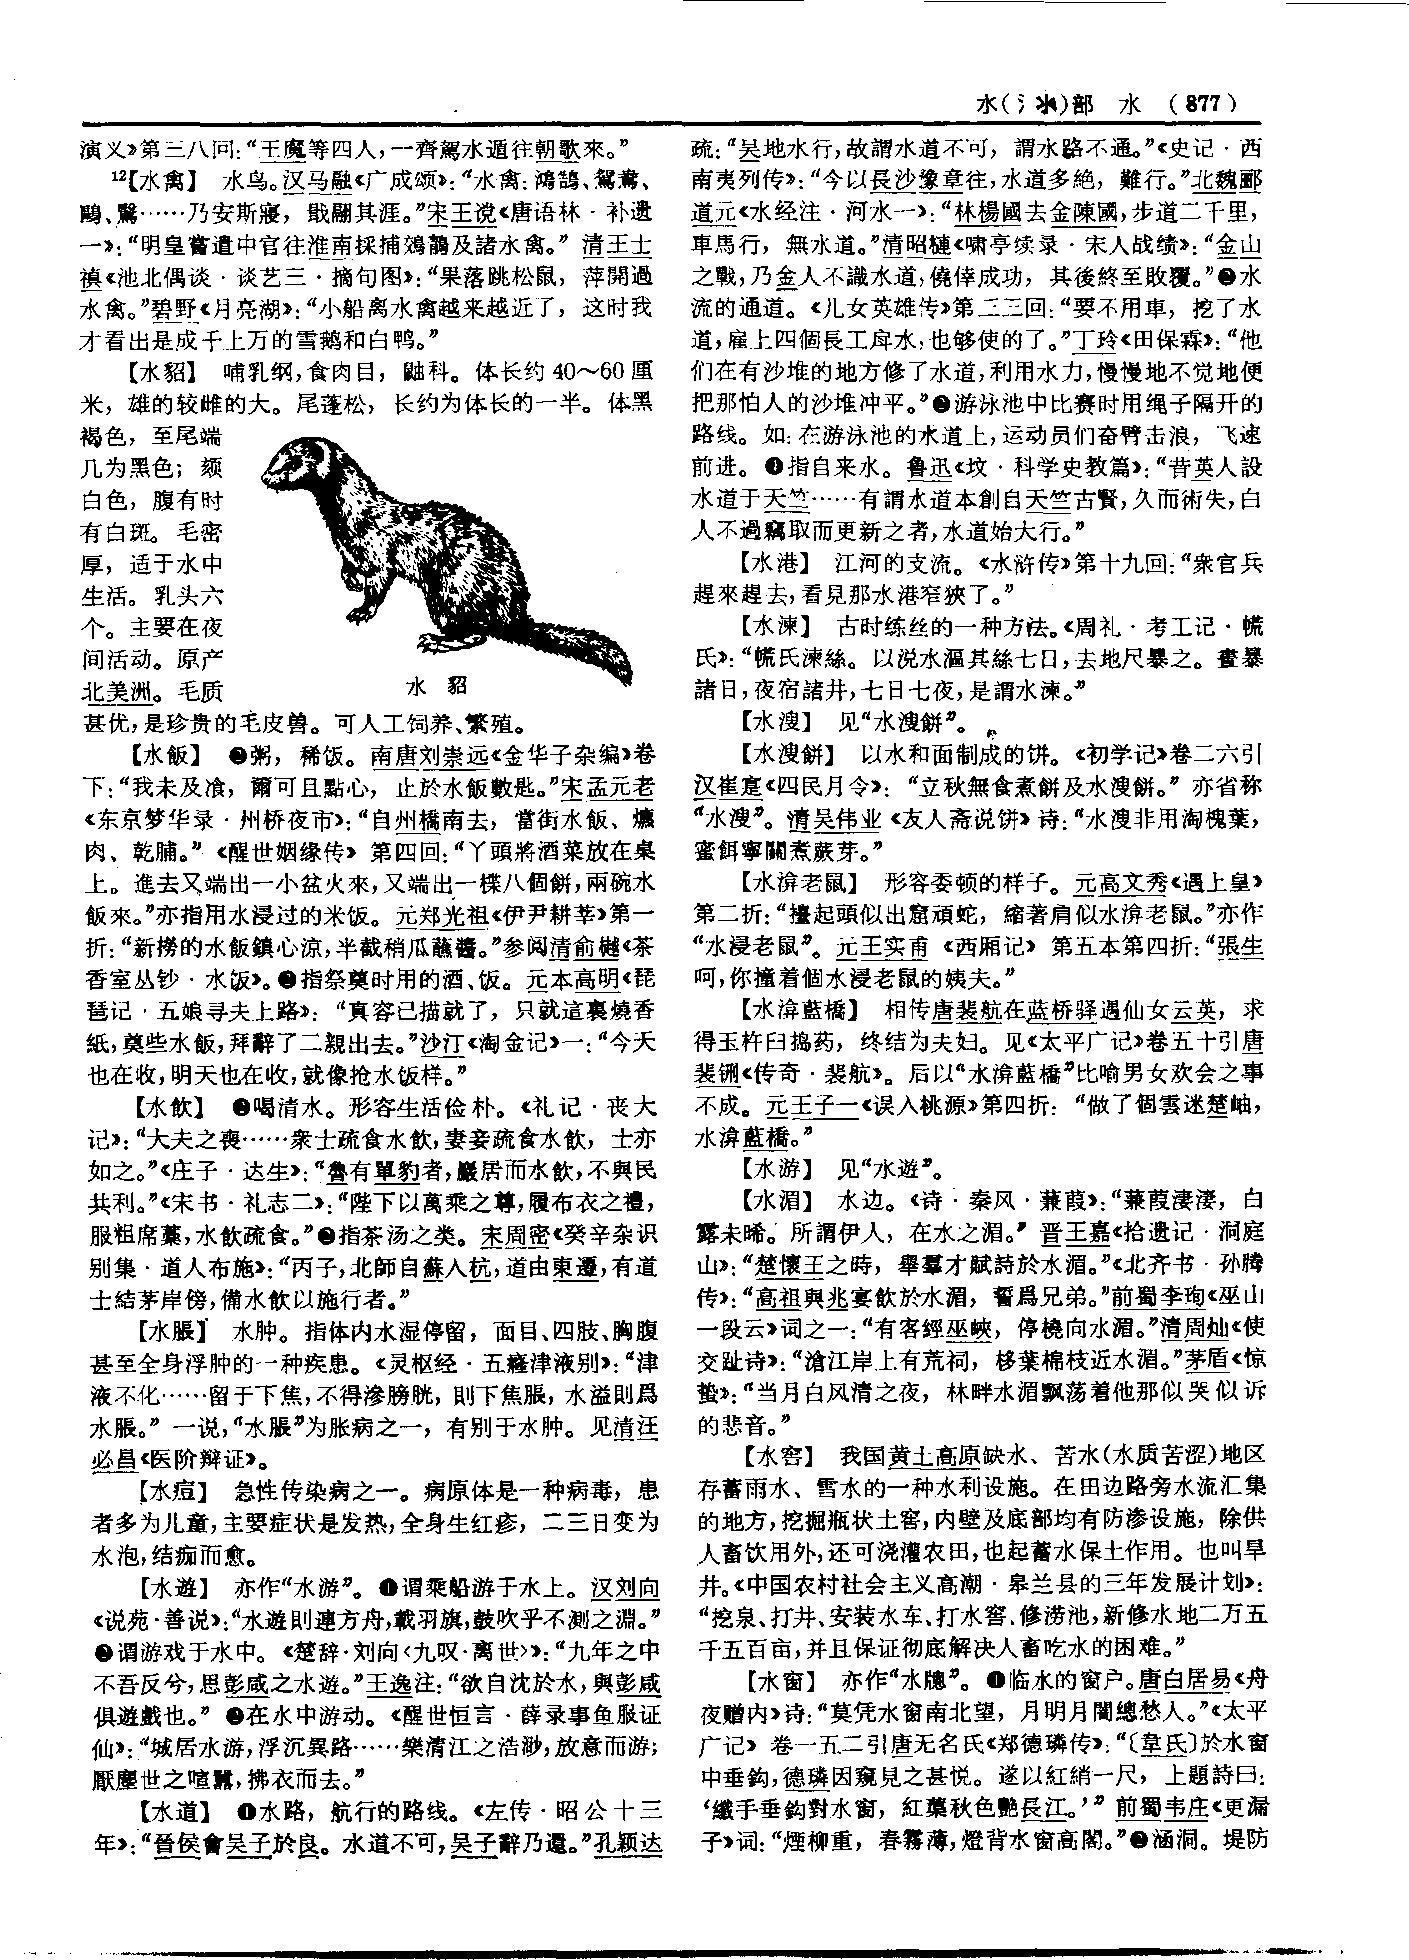 水(氵氺)部　水　(877)
演义》第三八回:“王魔等四人,一齊駕水遁往朝歌來。”
¹²【水禽】　水鸟。汉马融《广成颂》:“水禽:鴻鵠、鴛鴦、
鷗、鷖……乃安斯寢，戢翮其涯。”宋王谠《唐语林·补遗
一》:“明皇嘗遣中官往淮南採捕鵁鶄及諸水禽。”清王士
禛《池北偶谈·谈艺三·摘句图》:“果落跳松鼠，萍開過
水禽。”碧野《月亮湖》:“小船离水禽越来越近了，这时我
才看出是成千上万的雪鹅和白鸭。”
【水貂】　哺乳纲,食肉目，鼬科。体长约40～60厘
米，雄的较雌的大。尾蓬松，长约为体长的一半。体黑
褐色，至尾端
几为黑色；颏
白色，腹有时
有白斑。毛密
厚，适于水中
生活。乳头六
个。主要在夜
间活动。原产
北美洲。毛质
水　貂
甚优,是珍贵的毛皮兽。可人工饲养、繁殖。
【水飯】　❶粥，稀饭。南唐刘崇远《金华子杂编》卷
下:“我未及飡，爾可且點心，止於水飯數匙。”宋孟元老
《东京梦华录·州桥夜市》:“自州橋南去，當街水飯、爊
肉、乾脯。”《醒世姻缘传》第四回:“丫頭將酒菜放在桌
上。進去又端出一小盆火來,又端出一楪八個餅,兩碗水
飯來。”亦指用水浸过的米饭。元郑光祖《伊尹耕莘》第一
折:“新撈的水飯鎮心涼,半截稍瓜蘸醬。”参阅清俞樾《茶
香室丛钞·水饭》。❷指祭奠时用的酒、饭。元本高明《琵
琶记·五娘寻夫上路》:“真容已描就了，只就這裏燒香
紙,奠些水飯,拜辭了二親出去。”沙汀《淘金记》一:“今天
也在收,明天也在收,就像抢水饭样。”
【水飲】　❶喝清水。形容生活俭朴。《礼记·丧大
记》:“大夫之喪……衆士疏食水飲,妻妾疏食水飲，士亦
如之。”《庄子·达生》:“魯有單豹者,巖居而水飲,不與民
共利。”《宋书·礼志二》:“陛下以萬乘之尊,履布衣之禮，
服粗席藁,水飲疏食。”❷指茶汤之类。宋周密《癸辛杂识
别集·道人布施》:“丙子,北師自蘇入杭,道由東遷,有道
士結茅岸傍,備水飲以施行者。”
【水脹】　水肿。指体内水湿停留，面目、四肢、胸腹
甚至全身浮肿的一种疾患。《灵枢经·五癃津液别》:“津
液不化……留于下焦,不得滲膀胱，則下焦脹，水溢則爲
水脹。”一说,“水脹”为胀病之一，有别于水肿。见清汪
必昌《医阶辩证》。
【水痘】　急性传染病之一。病原体是一种病毒，患
者多为儿童,主要症状是发热,全身生红疹，二三日变为
水泡,结痂而愈。
【水遊】　亦作“水游”。❶谓乘船游于水上。汉刘向
《说苑·善说》:“水遊則連方舟,載羽旗,鼓吹乎不測之淵。”
❷谓游戏于水中。《楚辞·刘向〈九叹·离世〉》:“九年之中
不吾反兮,思彭咸之水遊。”王逸注:“欲自沈於水,與彭咸
俱遊戲也。”❸在水中游动。《醒世恒言·薛录事鱼服证
仙》:“城居水游,浮沉異路……樂清江之浩渺,放意而游；
厭塵世之喧囂,拂衣而去。”
【水道】　❶水路，航行的路线。《左传·昭公十三
年》:“晉侯會吴子於良。水道不可,吴子辭乃還。”孔颖达
疏:“吴地水行,故謂水道不可，謂水路不通。”《史记·西
南夷列传》:“今以長沙豫章往,水道多絶，難行。”北魏郦
道元《水经注·河水一》:“林楊國去金陳國,步道二千里，
車馬行，無水道。”清昭梿《啸亭续录·宋人战绩》:“金山
之戰,乃金人不識水道,僥倖成功，其後終至敗覆。”❷水
流的通道。《儿女英雄传》第三三回:“要不用車，挖了水
道,雇上四個長工戽水,也够使的了。”丁玲《田保霖》:“他
们在有沙堆的地方修了水道,利用水力,慢慢地不觉地便
把那怕人的沙堆冲平。”❸游泳池中比赛时用绳子隔开的
路线。如:在游泳池的水道上,运动员们奋臂击浪，飞速
前进。❹指自来水。鲁迅《坟·科学史教篇》:“昔英人設
水道于天竺……有謂水道本創自天竺古賢,久而術失,白
人不過竊取而更新之者,水道始大行。”
【水港】　江河的支流。《水浒传》第十九回:“衆官兵
趕來趕去,看見那水港窄狹了。”
【水湅】　古时练丝的一种方法。《周礼·考工记·㡛
氏》:“㡛氏湅絲。以涚水漚其絲七日,去地尺暴之。晝暴
諸日,夜宿諸井,七日七夜,是謂水湅。”
【水溲】　见“水溲餅”。
【水溲餅】　以水和面制成的饼。《初学记》卷二六引
汉崔寔《四民月令》:“立秋無食煮餅及水溲餅。”亦省称
“水溲”。清吴伟业《友人斋说饼》诗:“水溲非用淘槐葉，
蜜餌寧關煮蕨芽。”
【水渰老鼠】　形容委顿的样子。元高文秀《遇上皇》
第二折:“擡起頭似出窟頑蛇，縮著肩似水渰老鼠。”亦作
“水浸老鼠”。元王实甫《西厢记》第五本第四折:“張生
呵,你撞着個水浸老鼠的姨夫。”
【水渰藍橋】　相传唐裴航在蓝桥驿遇仙女云英，求
得玉杵臼捣药，终结为夫妇。见《太平广记》卷五十引唐
裴铏《传奇·裴航》。后以“水渰藍橋”比喻男女欢会之事
不成。元王子一《误入桃源》第四折:“做了個雲迷楚岫，
水渰藍橋。”
【水游】　见“水遊”。
【水湄】　水边。《诗·秦风·蒹葭》:“蒹葭淒淒，白
露未晞。所謂伊人，在水之湄。”晋王嘉《拾遗记·洞庭
山》:“楚懷王之時，舉羣才賦詩於水湄。”《北齐书·孙腾
传》:“高祖與兆宴飲於水湄，誓爲兄弟。”前蜀李珣《巫山
一段云》词之一:“有客經巫峽，停橈向水湄。”清周灿《使
交趾诗》:“滄江岸上有荒祠，栘葉棉枝近水湄。”茅盾《惊
蛰》:“当月白风清之夜，林畔水湄飘荡着他那似哭似诉
的悲音。”
【水窖】　我国黄土高原缺水、苦水(水质苦涩)地区
存蓄雨水、雪水的一种水利设施。在田边路旁水流汇集
的地方,挖掘瓶状土窖,内壁及底部均有防渗设施，除供
人畜饮用外,还可浇灌农田,也起蓄水保土作用。也叫旱
井。《中国农村社会主义高潮·皋兰县的三年发展计划》:
“挖泉、打井、安装水车、打水窖、修涝池,新修水地二万五
千五百亩,并且保证彻底解决人畜吃水的困难。”
【水窗】　亦作“水牕”。❶临水的窗户。唐白居易《舟
夜赠内》诗:“莫凭水窗南北望，月明月闇總愁人。”《太平
广记》卷一五二引唐无名氏《郑德璘传》:“〔韋氏〕於水窗
中垂鈎,德璘因窺見之甚悦。遂以紅綃一尺，上題詩曰:
‘纖手垂鈎對水窗，紅蕖秋色艷長江。’”前蜀韦庄《更漏
子》词:“煙柳重，春霧薄,燈背水窗高閣。”❷涵洞。堤防